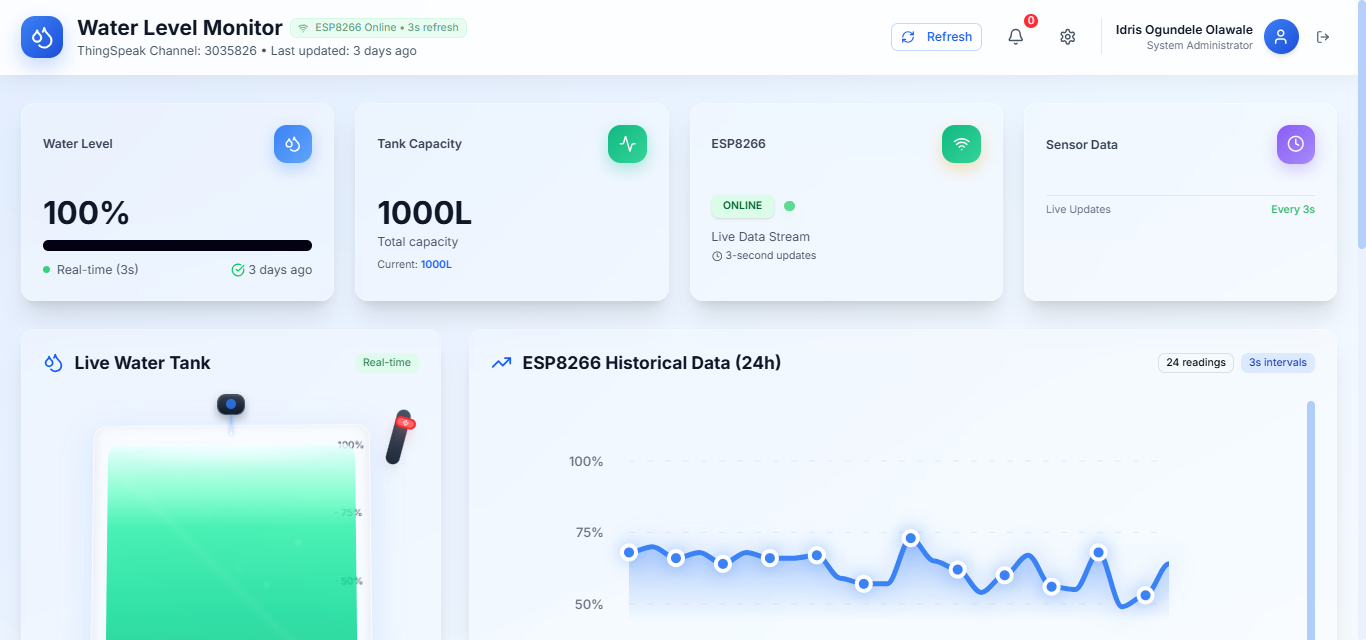 Water Level Monitor ESP8266 Online • 3s refresh
ThingSpeak Channel: 3035826 • Last updated: 3 days ago
Refresh
0
Idris Ogundele Olawale
System Administrator
Water Level
100%
Real-time (3s) 3 days ago
Tank Capacity
1000L
Total capacity
Current: 1000L
ESP8266
ONLINE
Live Data Stream
3-second updates
Sensor Data
Live Updates Every 3s
Live Water Tank Real-time
100%
75%
50%
ESP8266 Historical Data (24h) 24 readings 3s intervals
100%
75%
50%